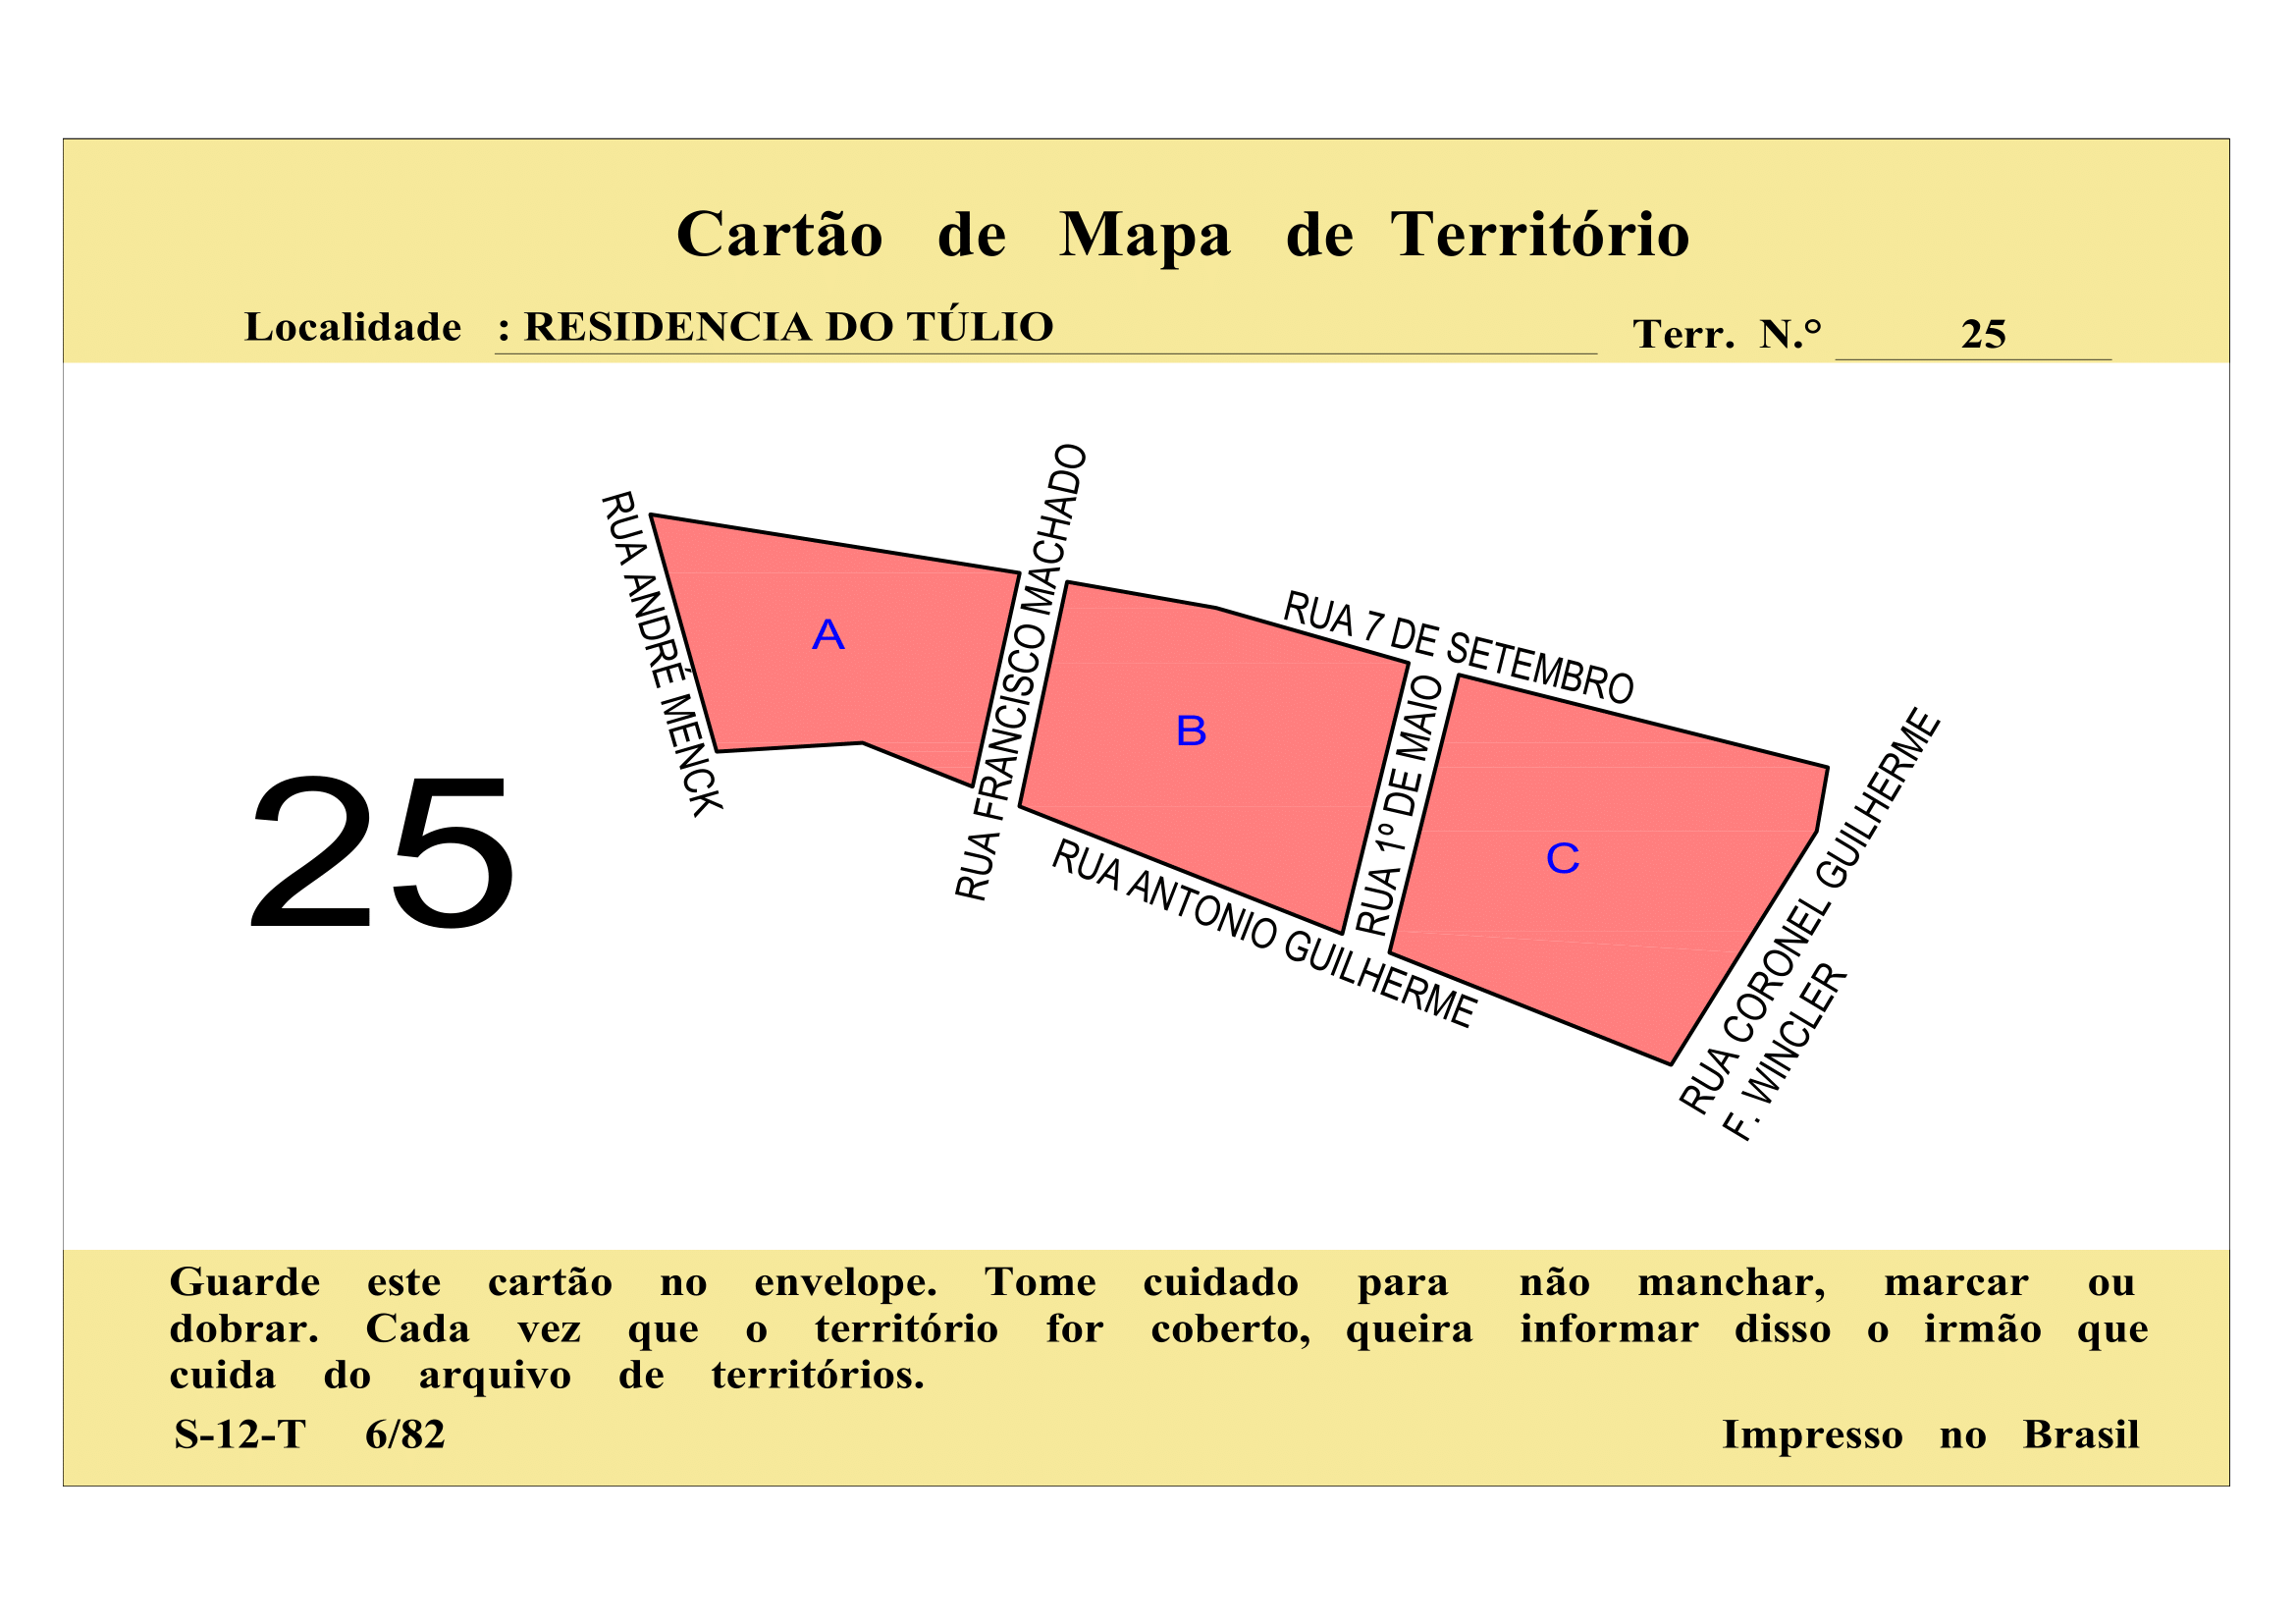 Cartão de Mapa de Território
Localidade : RESIDENCIA DO TÚLIO
Terr. N.° 25
RUA ANDRÉ MENCK
A
RUA FRANCISCO MACHADO
B
RUA 7 DE SETEMBRO
RUA 1º DE MAIO
C
RUA ANTONIO GUILHERME
RUA CORONEL GUILHERME
F. WINCLER
25
Guarde este cartão no envelope. Tome cuidado para não manchar, marcar ou
dobrar. Cada vez que o território for coberto, queira informar disso o irmão que
cuida do arquivo de territórios.
S-12-T 6/82
Impresso no Brasil